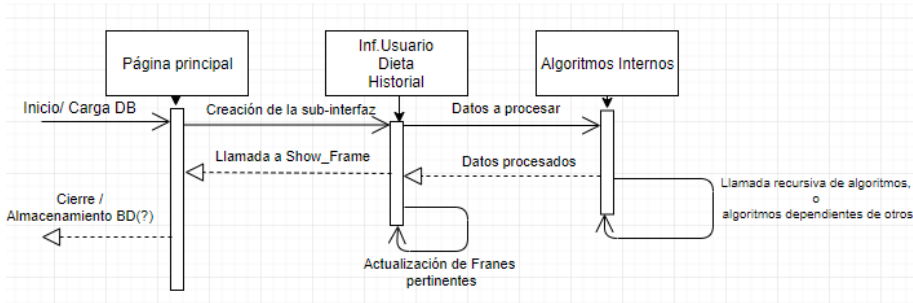 Página principal
Inf.Usuario
Dieta
Historial
Algoritmos Internos
Inicio/ Carga DB
Creación de la sub-interfaz
Datos a procesar
Llamada a Show_Frame
Datos procesados
Cierre /
Almacenamiento BD(?)
Llamada recursiva de algoritmos,
o
algoritmos dependientes de otros
Actualización de Franes
pertinentes